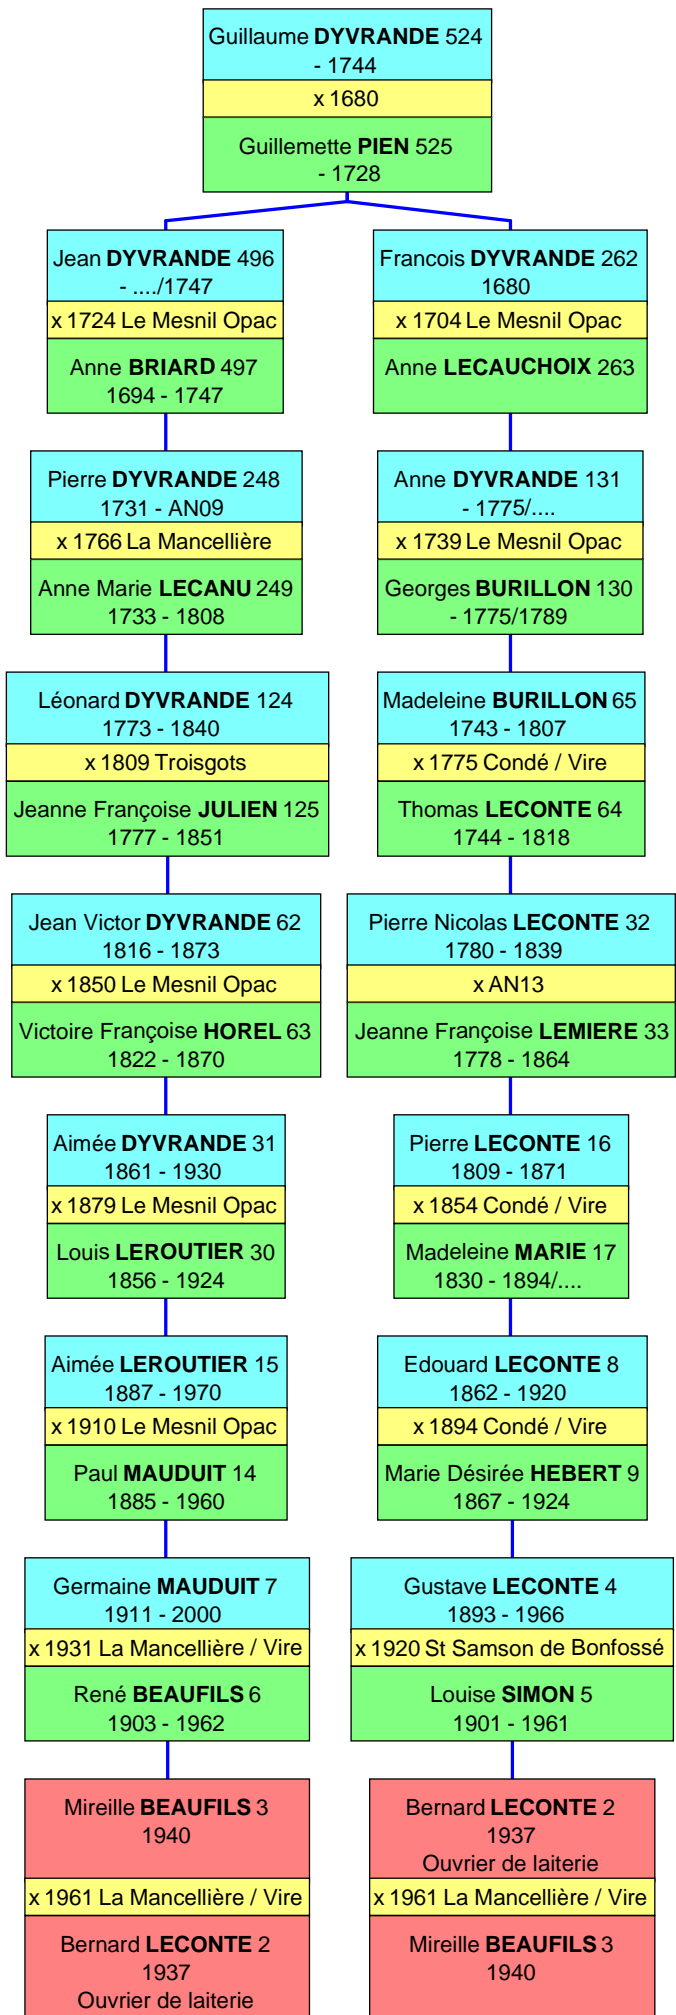 Guillaume DYVRANDE 524
- 1744
x 1680
Guillemette PIEN 525
- 1728
Jean DYVRANDE 496
- ..../1747
x 1724 Le Mesnil Opac
Anne BRIARD 497
1694 - 1747
Francois DYVRANDE 262
1680
x 1704 Le Mesnil Opac
Anne LECAUCHOIX 263
Pierre DYVRANDE 248
1731 - AN09
x 1766 La Mancellière
Anne Marie LECANU 249
1733 - 1808
Anne DYVRANDE 131
- 1775/....
x 1739 Le Mesnil Opac
Georges BURILLON 130
- 1775/1789
Léonard DYVRANDE 124
1773 - 1840
x 1809 Troisgots
Jeanne Françoise JULIEN 125
1777 - 1851
Madeleine BURILLON 65
1743 - 1807
x 1775 Condé / Vire
Thomas LECONTE 64
1744 - 1818
Jean Victor DYVRANDE 62
1816 - 1873
x 1850 Le Mesnil Opac
Victoire Françoise HOREL 63
1822 - 1870
Pierre Nicolas LECONTE 32
1780 - 1839
x AN13
Jeanne Françoise LEMIERE 33
1778 - 1864
Aimée DYVRANDE 31
1861 - 1930
x 1879 Le Mesnil Opac
Louis LEROUTIER 30
1856 - 1924
Pierre LECONTE 16
1809 - 1871
x 1854 Condé / Vire
Madeleine MARIE 17
1830 - 1894/....
Aimée LEROUTIER 15
1887 - 1970
x 1910 Le Mesnil Opac
Paul MAUDUIT 14
1885 - 1960
Edouard LECONTE 8
1862 - 1920
x 1894 Condé / Vire
Marie Désirée HEBERT 9
1867 - 1924
Germaine MAUDUIT 7
1911 - 2000
x 1931 La Mancellière / Vire
René BEAUFILS 6
1903 - 1962
Gustave LECONTE 4
1893 - 1966
x 1920 St Samson de Bonfossé
Louise SIMON 5
1901 - 1961
Mireille BEAUFILS 3
1940
x 1961 La Mancellière / Vire
Bernard LECONTE 2
1937
Ouvrier de laiterie
Bernard LECONTE 2
1937
Ouvrier de laiterie
x 1961 La Mancellière / Vire
Mireille BEAUFILS 3
1940